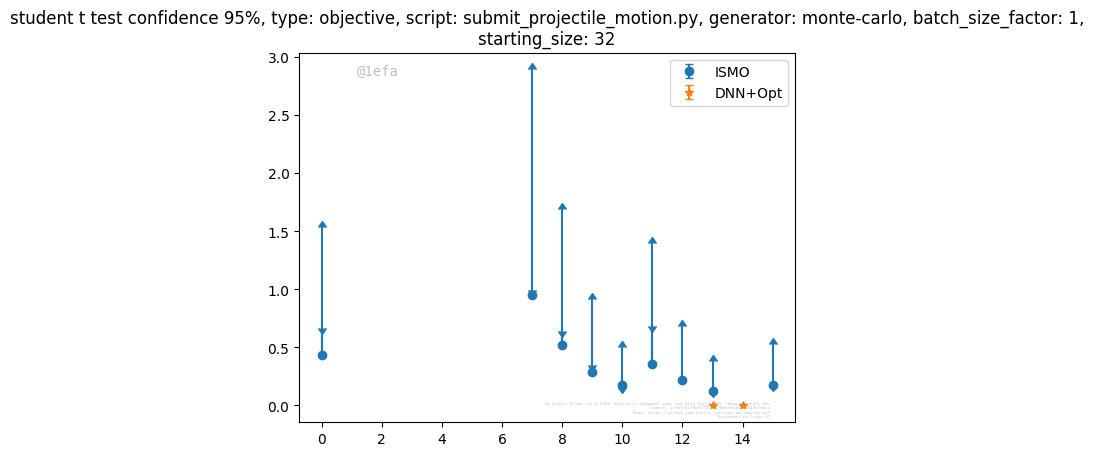 student t test confidence 95%, type: objective, script: submit_projectile_motion.py, generator: monte-carlo, batch_size_factor: 1,
starting_size: 32
@1efa
ISMO
DNN+Opt
3.0
2.5
2.0
1.5
1.0
0.5
0.0
0 2 4 6 8 10 12 14